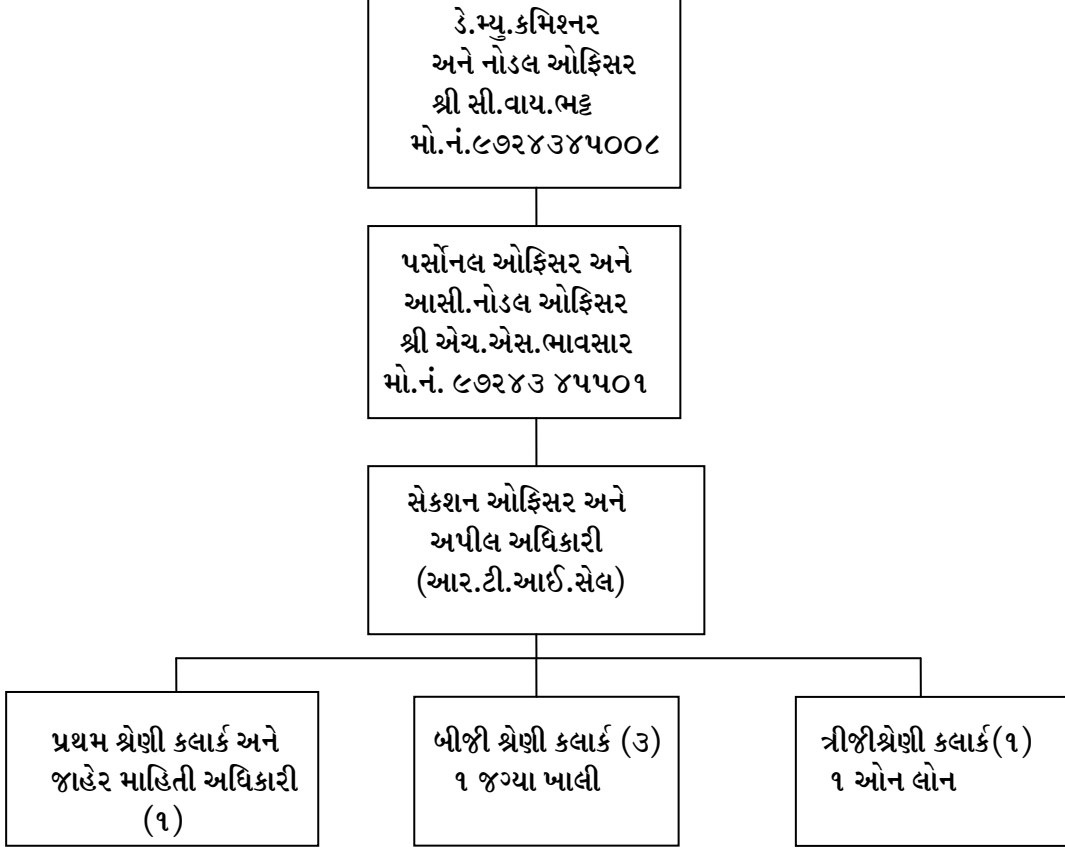 ડે.મ્યુ.કમિશ્નર
અને નોડલ ઓફિસર
શ્રી સી.વાય.ભટ્ટ
મો.નં.૯૭૨૪૩૪૫૦૦૮
પર્સોનલ ઓફિસર અને
આસી.નોડલ ઓફિસર
શ્રી એચ.એસ.ભાવસાર
મો.નં. ૯૭૨૪૩ ૪૫૫૦૧
સેકશન ઓફિસર અને
અપીલ અધિકારી
(આર.ટી.આઈ.સેલ)
પ્રથમ શ્રેણી કલાર્ક અને
જાહેર માહિતી અધિકારી
(૧)
બીજી શ્રેણી કલાર્ક (૩)
૧ જગ્યા ખાલી
ત્રીજીશ્રેણી કલાર્ક(૧)
૧ ઓન લોન